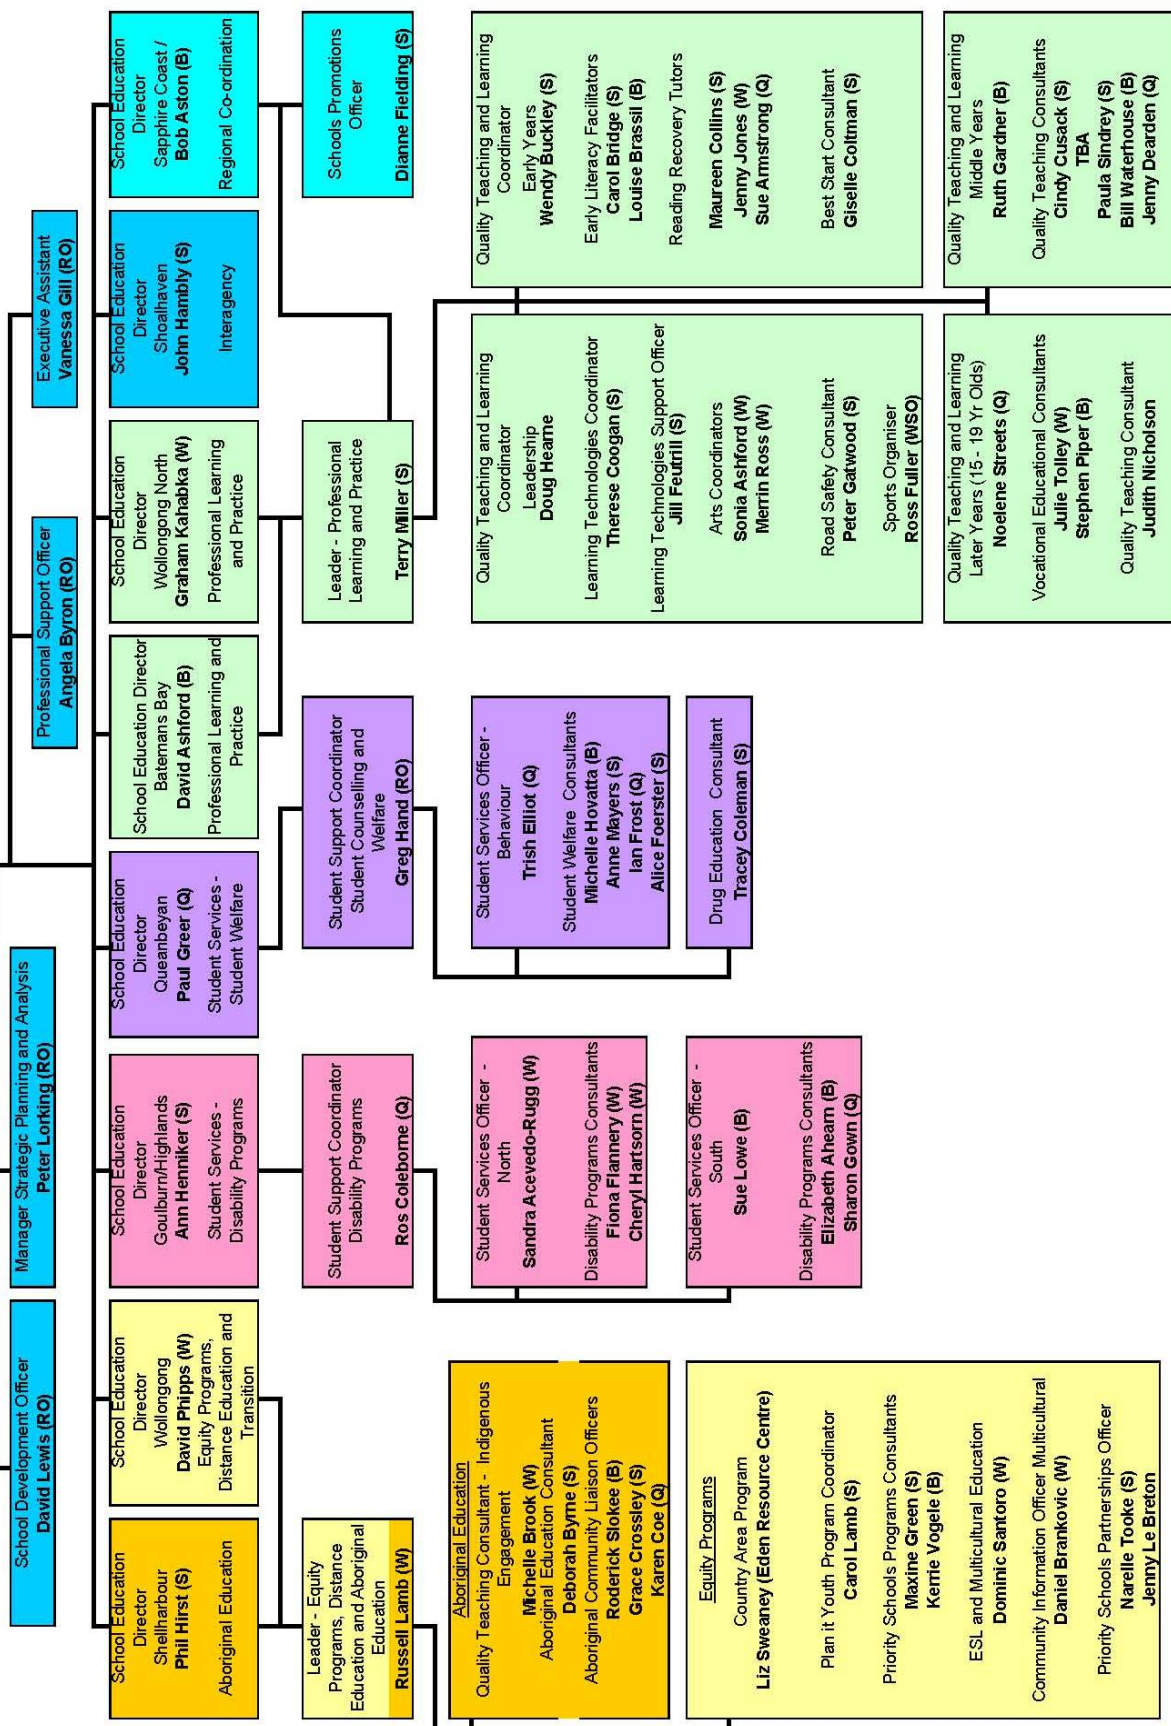 School Development Officer
David Lewis (RO)
Manager Strategic Planning and Analysis
Peter Lorking (RO)
Professional Support Officer
Angela Byron (RO)
Executive Assistant
Vanessa Gill (RO)
School Education
Director
Shellharbour
Phil Hirst (S)
Aboriginal Education
School Education
Director
Wollongong
David Phipps (W)
Equity Programs,
Distance Education and
Transition
School Education
Director
Goulburn/Highlands
Ann Henniker (S)
Student Services -
Disability Programs
School Education
Director
Queanbeyan
Paul Greer (Q)
Student Services -
Student Welfare
School Education Director
Batemans Bay
David Ashford (B)
Professional Learning and
Practice
School Education
Director
Wollongong North
Graham Kahabka (W)
Professional Learning
and Practice
School Education
Director
Shoalhaven
John Hambly (S)
Interagency
School Education
Director
Sapphire Coast /
Bob Aston (B)
Regional Co-ordination
Leader - Equity
Programs, Distance
Education and Aboriginal
Education
Russell Lamb (W)
Student Support Coordinator
Disability Programs
Ros Coleborne (Q)
Student Support Coordinator
Student Counselling and
Welfare
Greg Hand (RO)
Leader - Professional
Learning and Practice
Terry Miller (S)
Schools Promotions
Officer
Dianne Fielding (S)
Aboriginal Education
Quality Teaching Consultant - Indigenous
Engagement
Michelle Brook (W)
Aboriginal Education Consultant
Deborah Byrne (S)
Aboriginal Community Liaison Officers
Roderick Slokee (B)
Grace Crossley (S)
Karen Coe (Q)
Student Services Officer -
North
Sandra Acevedo-Rugg (W)
Disability Programs Consultants
Fiona Flannery (W)
Cheryl Hartsorn (W)
Student Services Officer -
Behaviour
Trish Elliot (Q)
Student Welfare Consultants
Michelle Hovatta (B)
Anne Mayers (S)
Ian Frost (Q)
Alice Foerster (S)
Quality Teaching and Learning
Coordinator
Leadership
Doug Hearne
Learning Technologies Coordinator
Therese Coogan (S)
Learning Technologies Support Officer
Jill Feutrill (S)
Arts Coordinators
Sonia Ashford (W)
Merrin Ross (W)
Road Safety Consultant
Peter Gatwood (S)
Sports Organiser
Ross Fuller (WSO)
Quality Teaching and Learning
Coordinator
Early Years
Wendy Buckley (S)
Early Literacy Facilitators
Carol Bridge (S)
Louise Brassil (B)
Reading Recovery Tutors
Maureen Collins (S)
Jenny Jones (W)
Sue Armstrong (Q)
Best Start Consultant
Giselle Coltman (S)
Equity Programs
Country Area Program
Liz Sweaney (Eden Resource Centre)
Plan it Youth Program Coordinator
Carol Lamb (S)
Priority Schools Programs Consultants
Maxine Green (S)
Kerrie Vogele (B)
ESL and Multicultural Education
Dominic Santoro (W)
Community Information Officer Multicultural
Daniel Brankovic (W)
Priority Schools Partnerships Officer
Narelle Tooke (S)
Jenny Le Breton
Student Services Officer -
South
Sue Lowe (B)
Disability Programs Consultants
Elizabeth Ahearn (B)
Sharon Gown (Q)
Drug Education Consultant
Tracey Coleman (S)
Quality Teaching and Learning
Later Years (15 - 19 Yr Olds)
Noelene Streets (Q)
Vocational Educational Consultants
Julie Tolley (W)
Stephen Piper (B)
Quality Teaching Consultant
Judith Nicholson
Quality Teaching and Learning
Middle Years
Ruth Gardner (B)
Quality Teaching Consultants
Cindy Cusack (S)
TBA
Paula Sindrey (S)
Bill Waterhouse (B)
Jenny Dearden (Q)